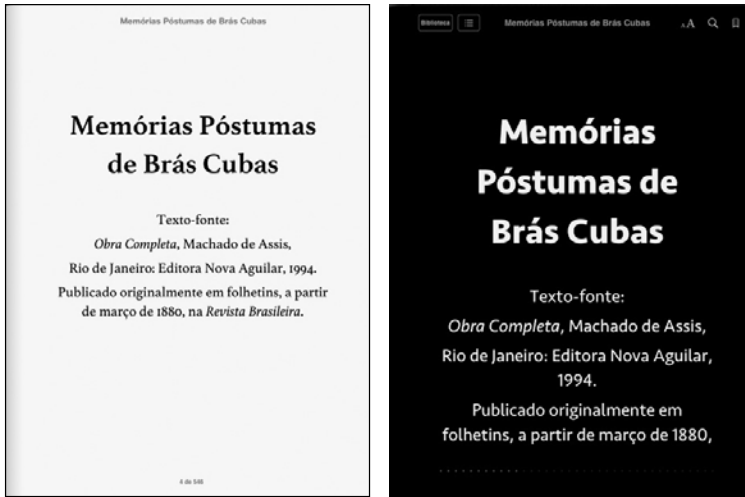 Memórias Póstumas de Brás Cubas
Memórias Póstumas
de Brás Cubas
Texto-fonte:
Obra Completa, Machado de Assis,
Rio de Janeiro: Editora Nova Aguilar, 1994.
Publicado originalmente em folhetins, a partir
de março de 1880, na Revista Brasileira.
4 de 546
Biblioteca
Memórias Póstumas de Brás Cubas
AA
Memórias
Póstumas de
Brás Cubas
Texto-fonte:
Obra Completa, Machado de Assis,
Rio de Janeiro: Editora Nova Aguilar,
1994.
Publicado originalmente em
folhetins, a partir de março de 1880,